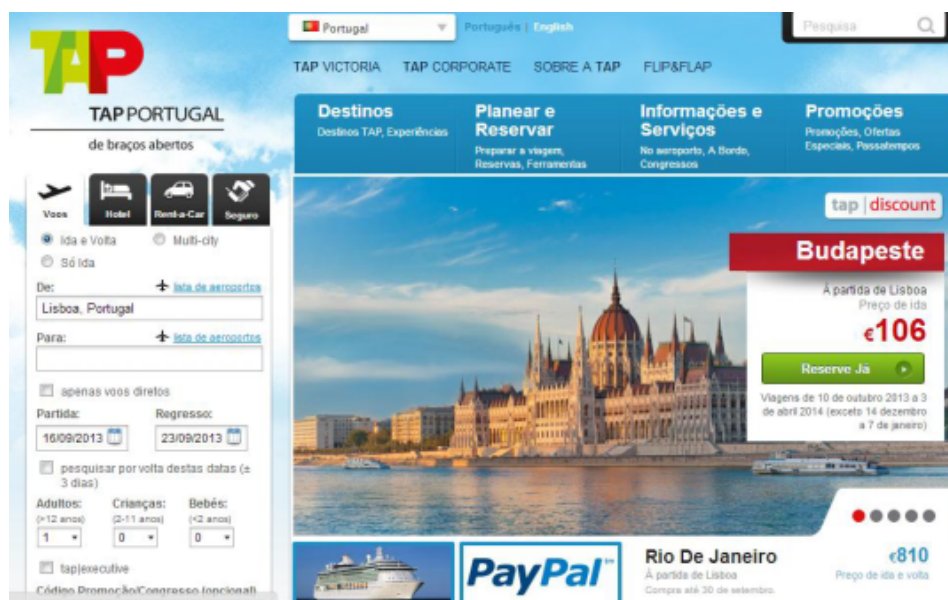 Portugal
Português | English
Pesquisa
TAP
TAP PORTUGAL
de braços abertos
TAP VICTORIA TAP CORPORATE SOBRE A TAP FLIP&FLAP
Destinos
Destinos TAP, Experiências
Planear e
Reservar
Preparar a viagem,
Reservas, Ferramentas
Informações e
Serviços
No aeroporto, A Bordo,
Congressos
Promoções
Promoções, Ofertas
Especiais, Passatempos
Voos Hotel Rent-a-Car Seguro
Ida e Volta Multi-city
Só Ida
De: lista de aeroportos
Lisboa, Portugal
Para: lista de aeroportos
apenas voos diretos
Partida: Regresso:
16/09/2013 23/09/2013
pesquisar por volta destas datas (±
3 dias)
Adultos: Crianças: Bebés:
(>12 anos) (2-11 anos) (<2 anos)
1 0 0
tap|executive
Código Promoção/Congresso (opcional)
tap | discount
Budapeste
À partida de Lisboa
Preço de ida
€106
Reserve Já
Viagens de 10 de outubro 2013 a 3
de abril 2014 (exceto 14 dezembro
a 7 de janeiro)
PayPal™
Rio De Janeiro
À partida de Lisboa
Compra até 30 de setembro.
€810
Preço de ida e volta